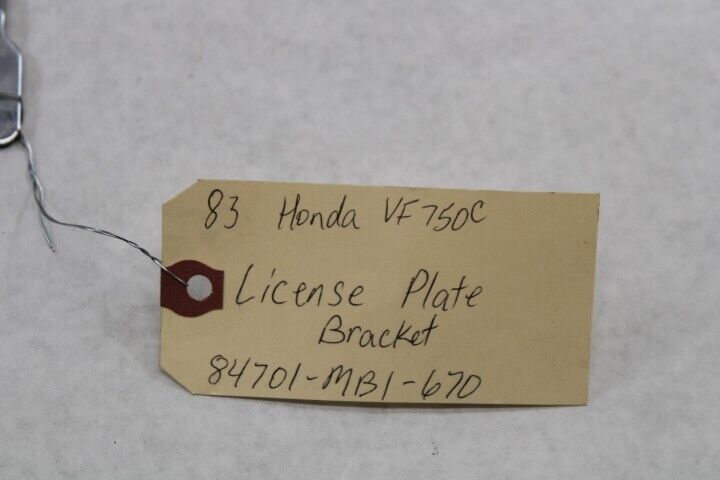 83 Honda VF750C
License Plate
Bracket
84701-MB1-670